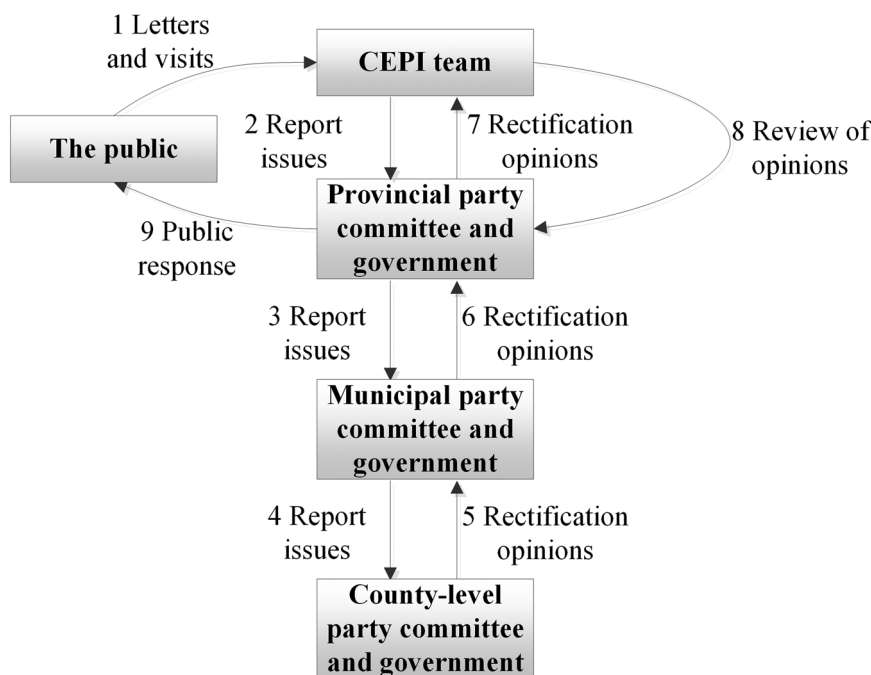 1 Letters
and visits
CEPI team
The public
2 Report
issues
7 Rectification
opinions
8 Review of
opinions
Provincial party
committee and
government
9 Public
response
3 Report
issues
6 Rectification
opinions
Municipal party
committee and
government
4 Report
issues
5 Rectification
opinions
County-level
party committee
and government